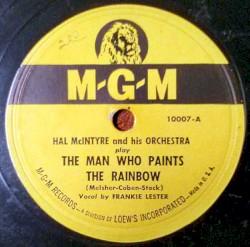 M-G-M
10007-A
HAL McINTYRE and his ORCHESTRA
play
THE MAN WHO PAINTS
THE RAINBOW
(Melsher-Caben-Stock)
Vocal by FRANKIE LESTER
M-G-M RECORDS—A DIVISION OF LOEW'S INCORPORATED—MADE IN U. S. A.